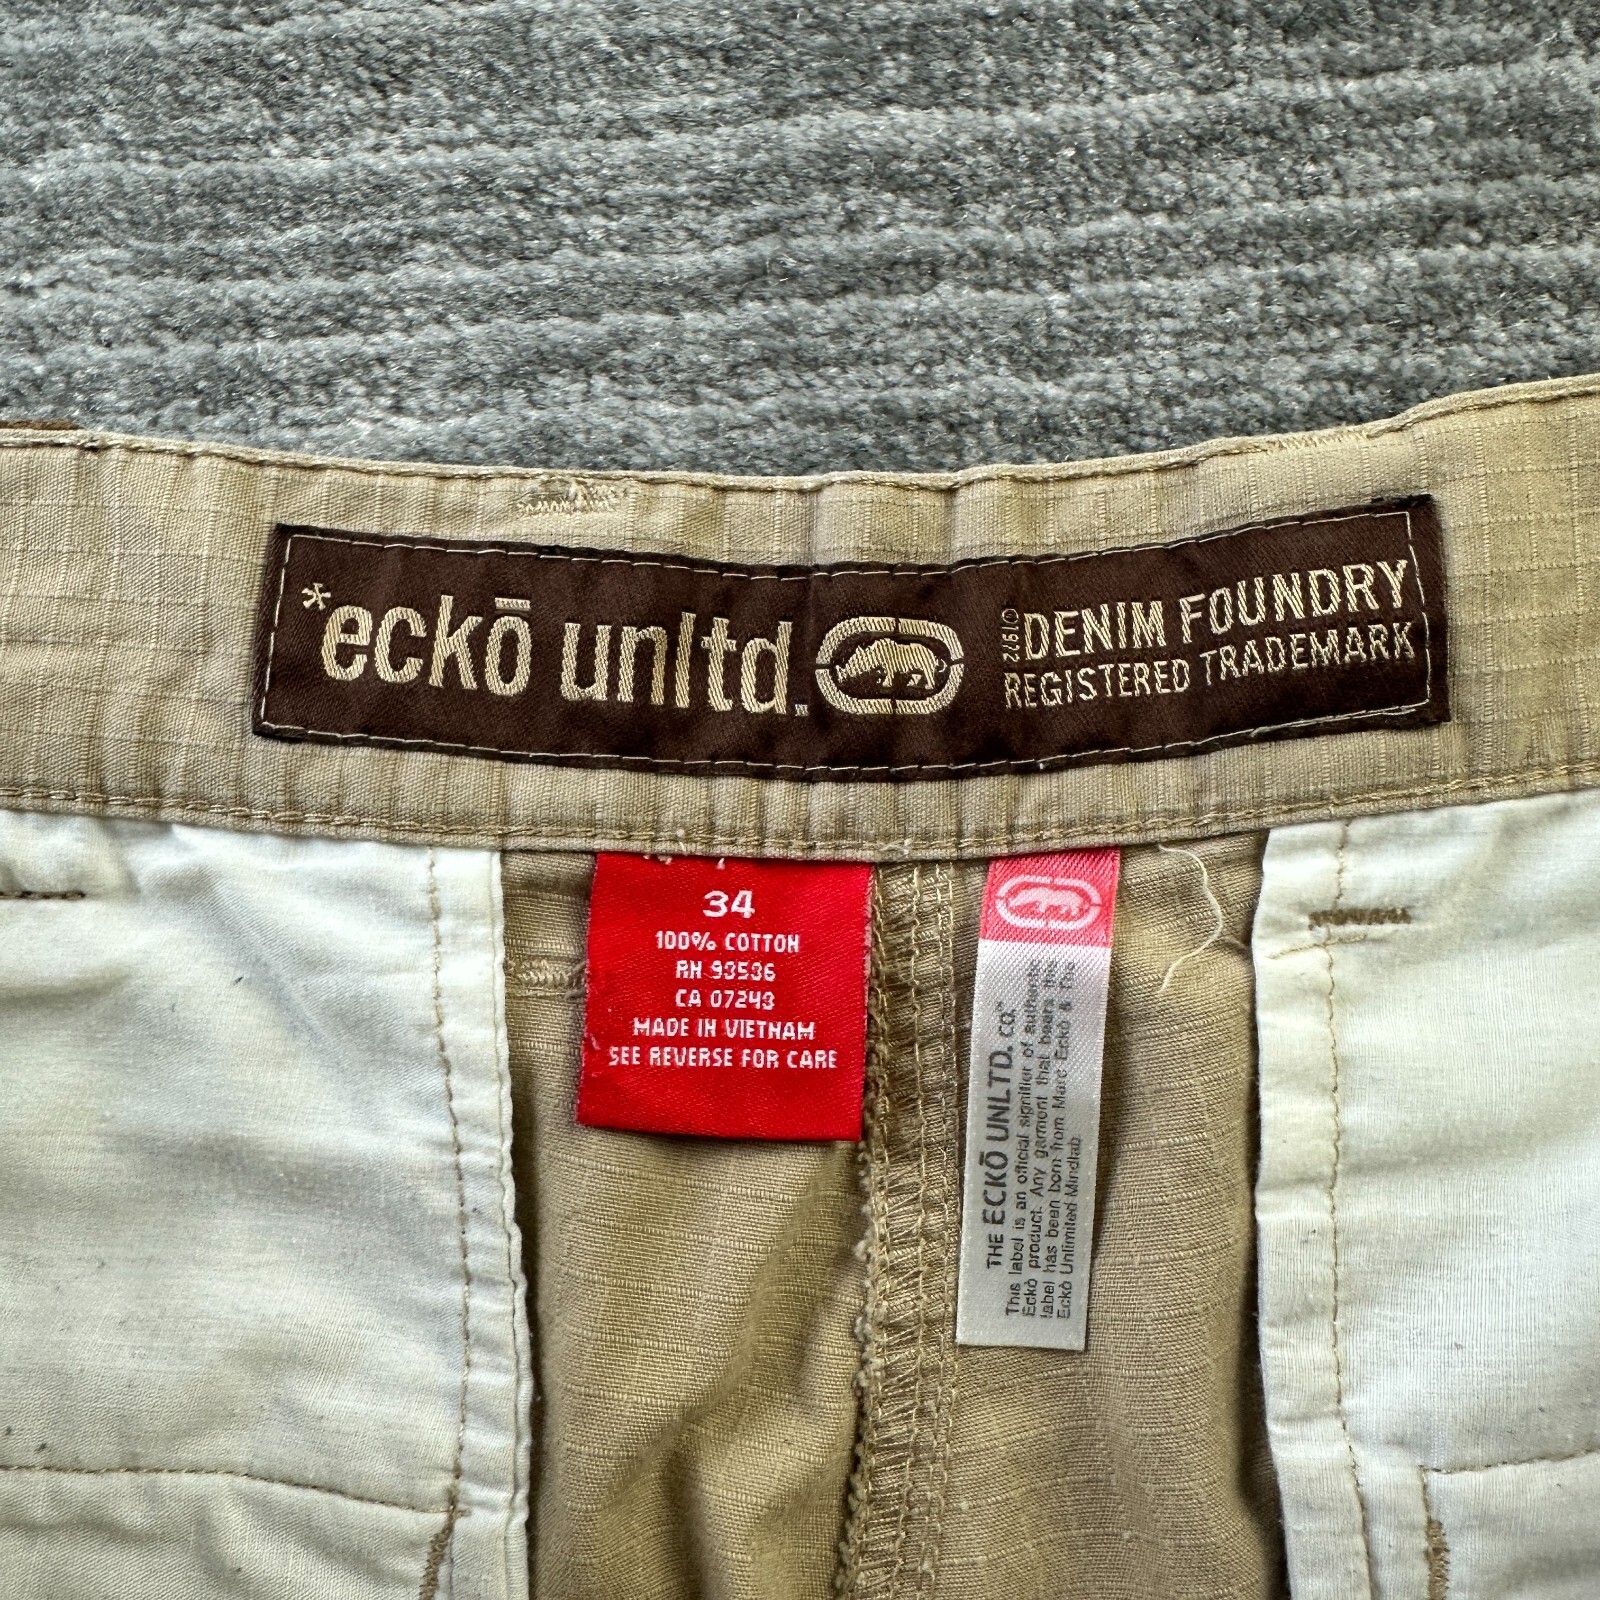 *eckō unltd.
©1972 DENIM FOUNDRY
REGISTERED TRADEMARK
34
100% COTTON
RN 93536
CA 07243
MADE IN VIETNAM
SEE REVERSE FOR CARE
THE ECKŌ UNLTD. CO.™
This label is an official signifier of authentic
Eckō product. Any garment that bears this
label has been born from Marc Eckō & The
Eckō Unlimited Mindlab